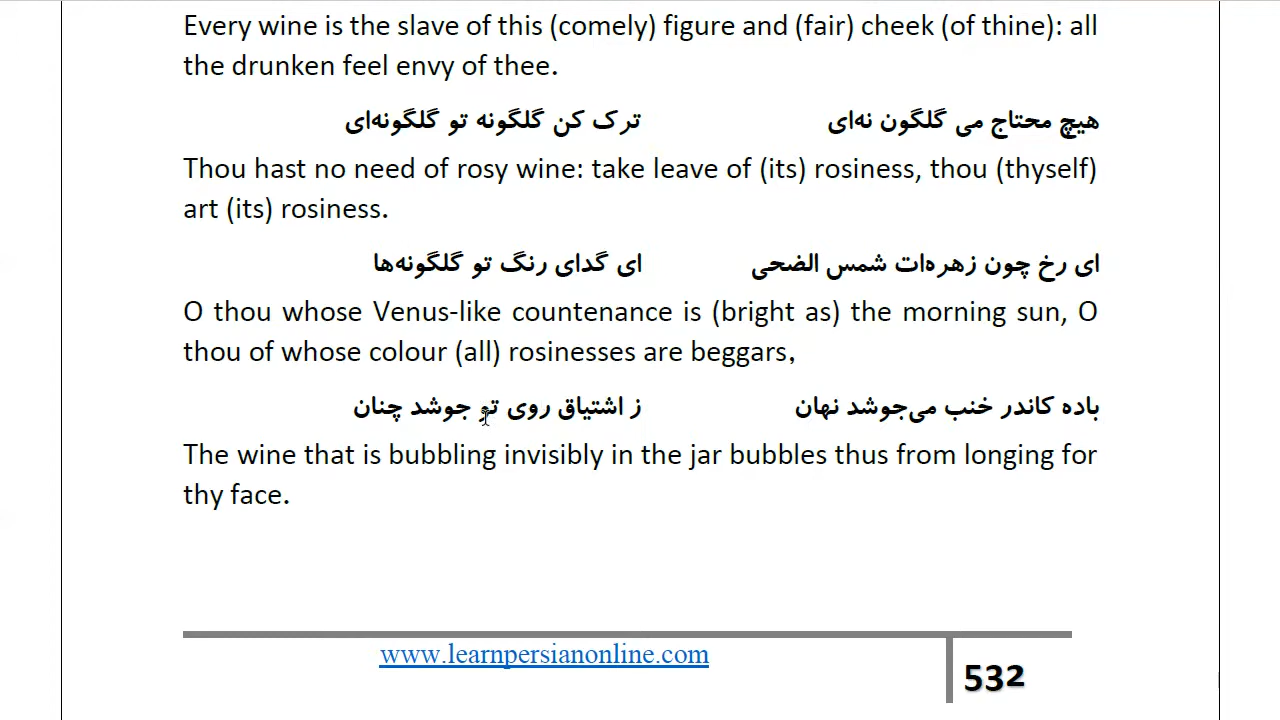 Every wine is the slave of this (comely) figure and (fair) cheek (of thine): all
the drunken feel envy of thee.
هیچ محتاج می گلگون نه‌ای ترک کن گلگونه تو گلگونه‌ای
Thou hast no need of rosy wine: take leave of (its) rosiness, thou (thyself)
art (its) rosiness.
ای رخ چون زهره‌ات شمس الضحی ای گدای رنگ تو گلگونه‌ها
O thou whose Venus-like countenance is (bright as) the morning sun, O
thou of whose colour (all) rosinesses are beggars,
باده کاندر خنب می‌جوشد نهان ز اشتیاق روی تو جوشد چنان
The wine that is bubbling invisibly in the jar bubbles thus from longing for
thy face.
www.learnpersianonline.com
532